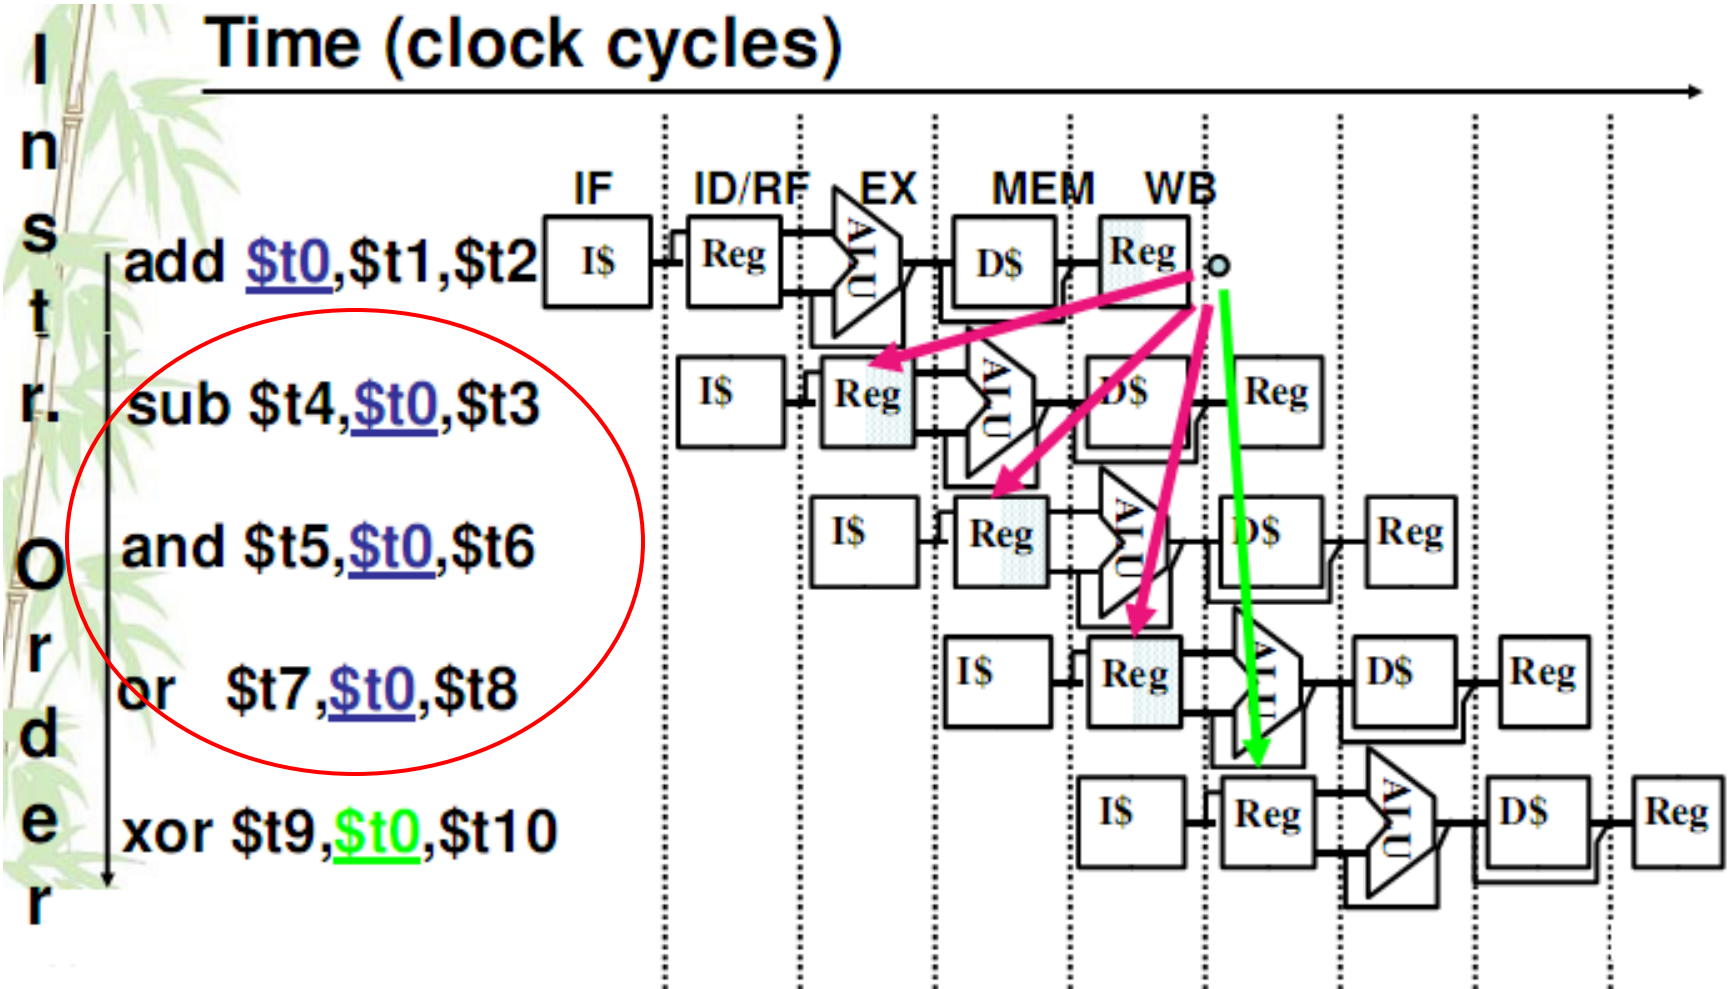 Time (clock cycles)
Instr. Order
IF ID/RF EX MEM WB
add $t0,$t1,$t2 I$ Reg ALU D$ Reg
sub $t4,$t0,$t3 I$ Reg ALU D$ Reg
and $t5,$t0,$t6 I$ Reg ALU D$ Reg
or $t7,$t0,$t8 I$ Reg ALU D$ Reg
xor $t9,$t0,$t10 I$ Reg ALU D$ Reg